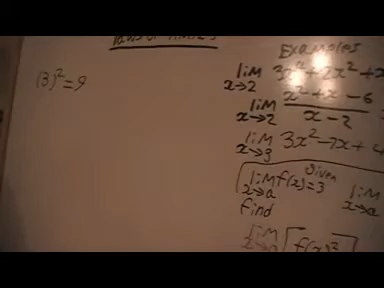 (3)² = 9
Examples
lim x→2 3x² + 2x² +
lim x→2 x² + x - 6 / x - 2
lim x→3 3x² - 7x + 4
Given
lim x→a f(x) = 3
lim x→a
find
lim